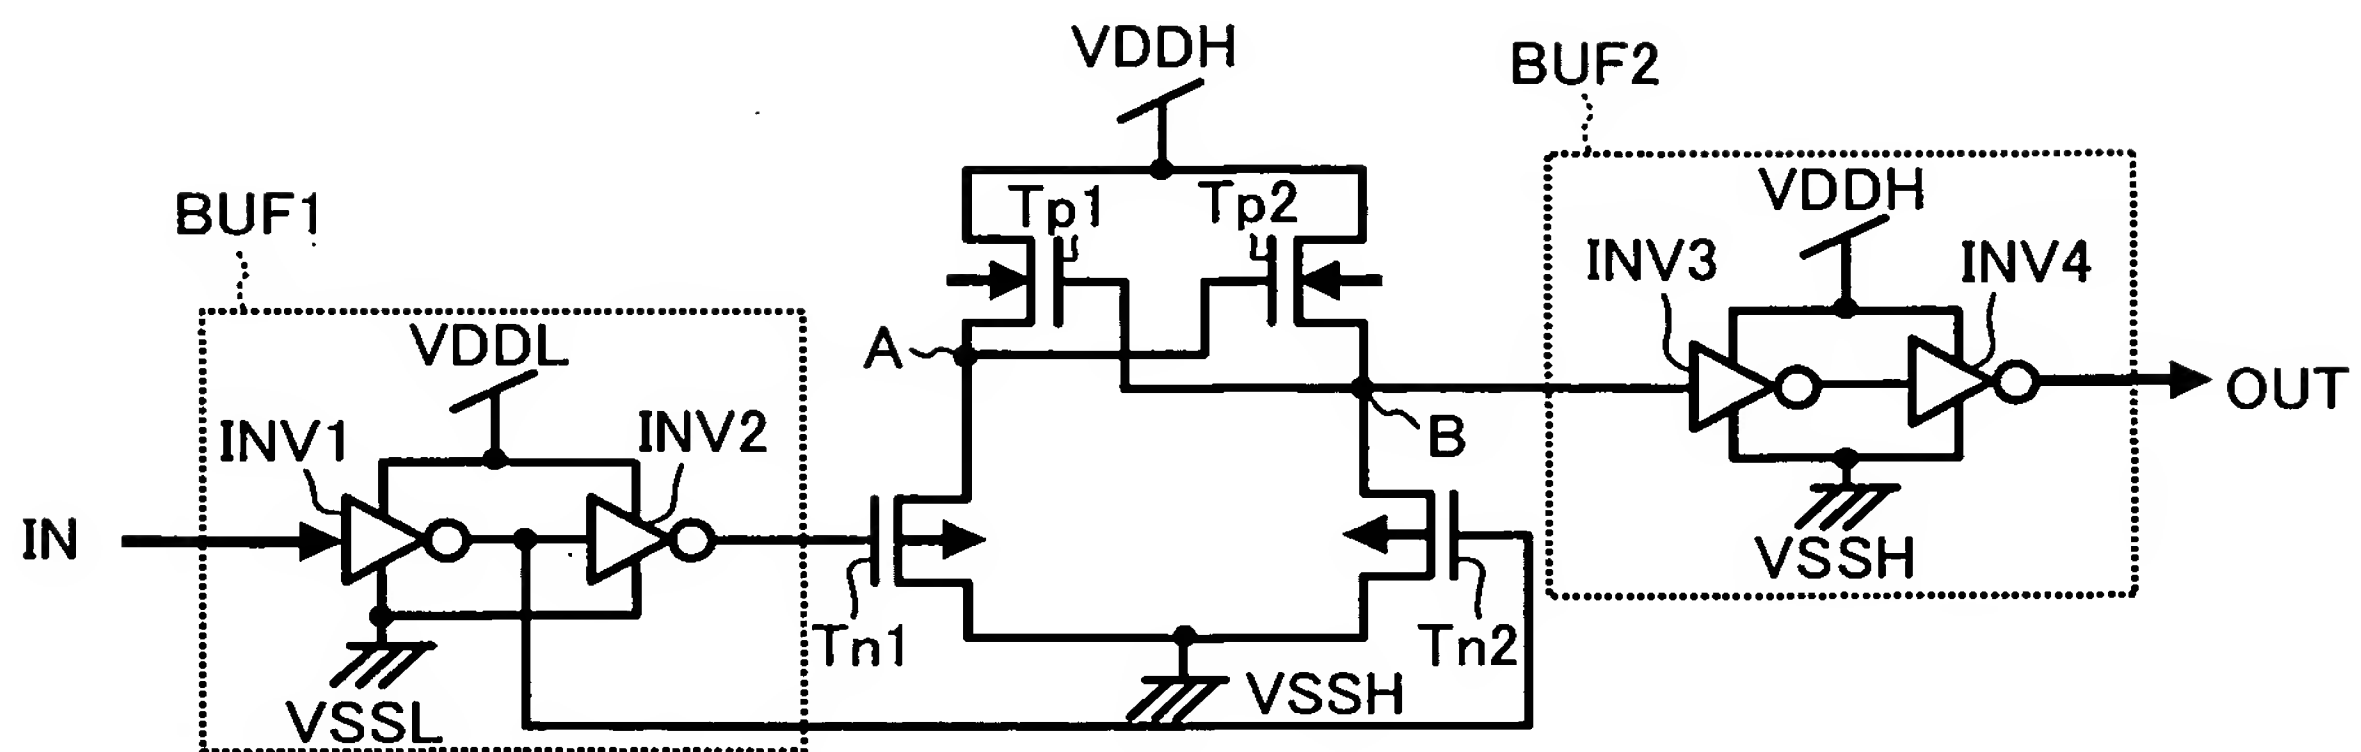 VDDH
BUF2
Tp1
Tp2
VDDH
BUF1
INV3
INV4
VDDL
A
OUT
INV1
INV2
B
IN
VSSH
Tn1
Tn2
VSSH
VSSL